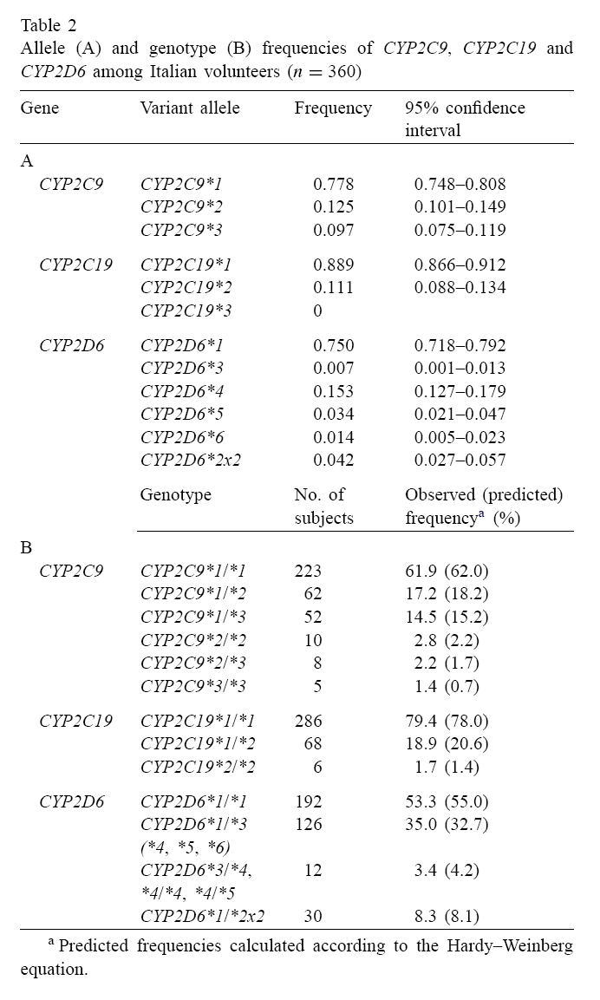 Table 2
Allele (A) and genotype (B) frequencies of CYP2C9, CYP2C19 and
CYP2D6 among Italian volunteers (n = 360)
Gene Variant allele Frequency 95% confidence
interval
A
CYP2C9 CYP2C9*1 0.778 0.748–0.808
CYP2C9*2 0.125 0.101–0.149
CYP2C9*3 0.097 0.075–0.119
CYP2C19 CYP2C19*1 0.889 0.866–0.912
CYP2C19*2 0.111 0.088–0.134
CYP2C19*3 0
CYP2D6 CYP2D6*1 0.750 0.718–0.792
CYP2D6*3 0.007 0.001–0.013
CYP2D6*4 0.153 0.127–0.179
CYP2D6*5 0.034 0.021–0.047
CYP2D6*6 0.014 0.005–0.023
CYP2D6*2x2 0.042 0.027–0.057
Genotype No. of Observed (predicted)
subjects frequencyᵃ (%)
B
CYP2C9 CYP2C9*1/*1 223 61.9 (62.0)
CYP2C9*1/*2 62 17.2 (18.2)
CYP2C9*1/*3 52 14.5 (15.2)
CYP2C9*2/*2 10 2.8 (2.2)
CYP2C9*2/*3 8 2.2 (1.7)
CYP2C9*3/*3 5 1.4 (0.7)
CYP2C19 CYP2C19*1/*1 286 79.4 (78.0)
CYP2C19*1/*2 68 18.9 (20.6)
CYP2C19*2/*2 6 1.7 (1.4)
CYP2D6 CYP2D6*1/*1 192 53.3 (55.0)
CYP2D6*1/*3 126 35.0 (32.7)
(*4, *5, *6)
CYP2D6*3/*4, 12 3.4 (4.2)
*4/*4, *4/*5
CYP2D6*1/*2x2 30 8.3 (8.1)
ᵃ Predicted frequencies calculated according to the Hardy–Weinberg
equation.